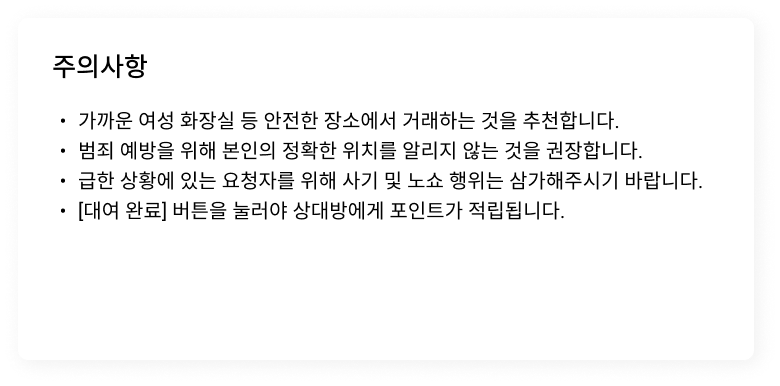 주의사항
• 가까운 여성 화장실 등 안전한 장소에서 거래하는 것을 추천합니다.
• 범죄 예방을 위해 본인의 정확한 위치를 알리지 않는 것을 권장합니다.
• 급한 상황에 있는 요청자를 위해 사기 및 노쇼 행위는 삼가해주시기 바랍니다.
• [대여 완료] 버튼을 눌러야 상대방에게 포인트가 적립됩니다.